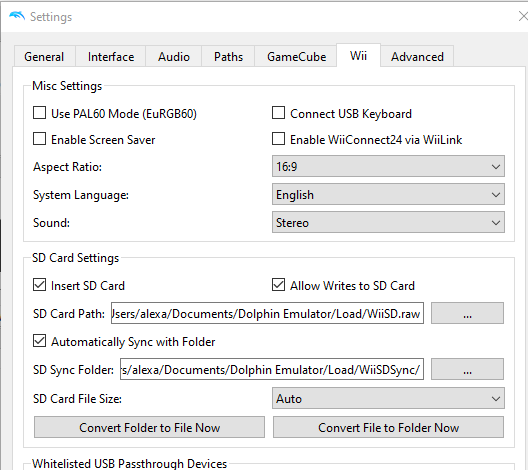 Settings
General Interface Audio Paths GameCube Wii Advanced
Misc Settings
Use PAL60 Mode (EuRGB60) Connect USB Keyboard
Enable Screen Saver Enable WiiConnect24 via WiiLink
Aspect Ratio: 16:9
System Language: English
Sound: Stereo
SD Card Settings
Insert SD Card Allow Writes to SD Card
SD Card Path: Jsers/alexa/Documents/Dolphin Emulator/Load/WiiSD.raw ...
Automatically Sync with Folder
SD Sync Folder: rs/alexa/Documents/Dolphin Emulator/Load/WiiSDSync/ ...
SD Card File Size: Auto
Convert Folder to File Now Convert File to Folder Now
Whitelisted USB Passthrough Devices